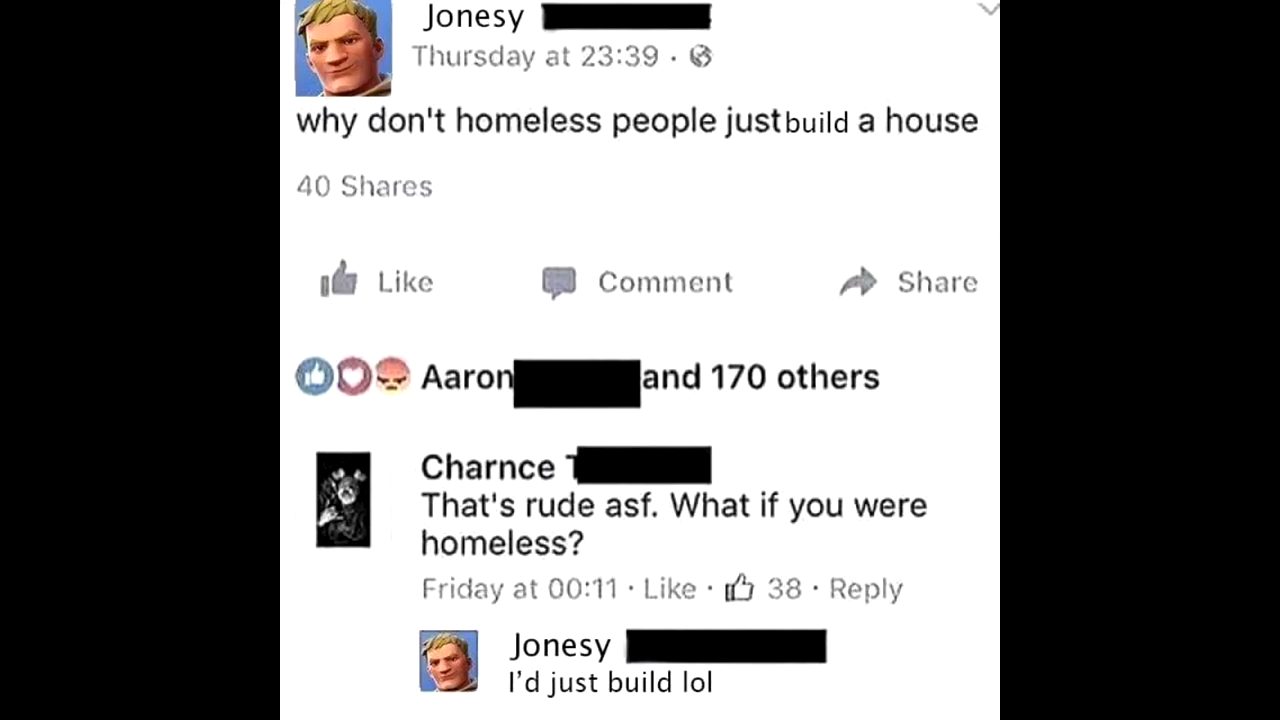 Jonesy
Thursday at 23:39 ·
why don't homeless people just build a house
40 Shares
Like Comment Share
Aaron and 170 others
Charnce T
That's rude asf. What if you were
homeless?
Friday at 00:11 · Like · 38 · Reply
Jonesy
I'd just build lol